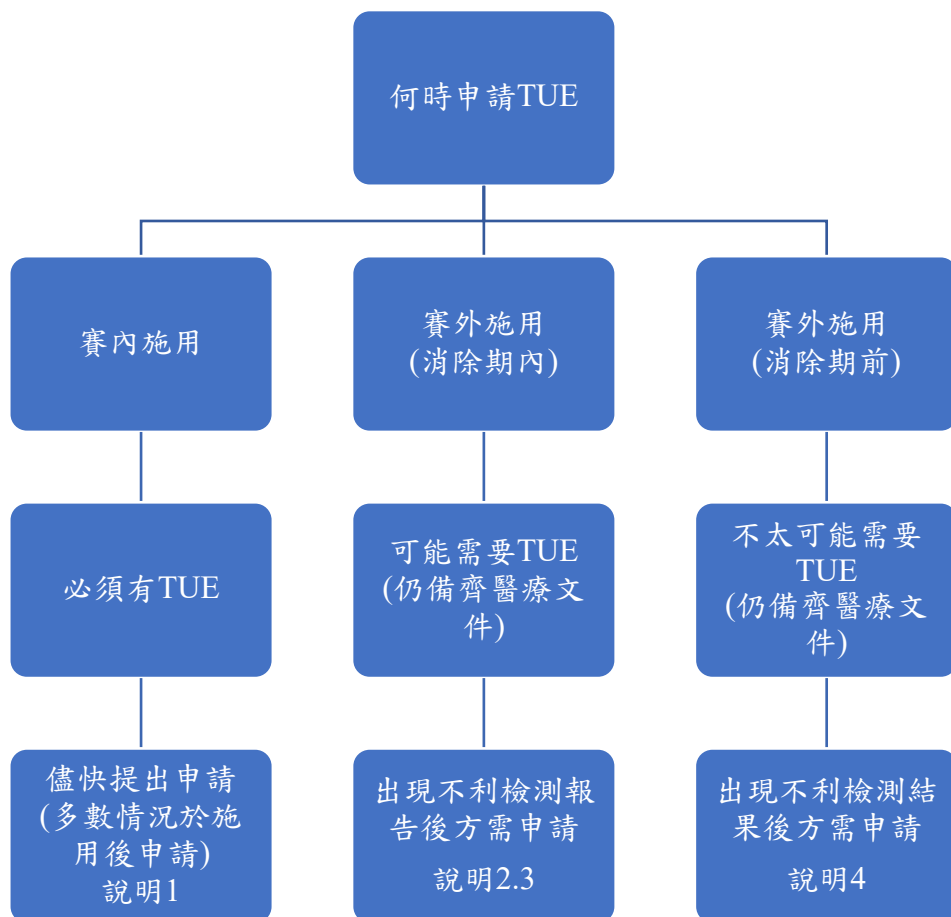 何時申請TUE
賽內施用
賽外施用
(消除期內)
賽外施用
(消除期前)
必須有TUE
可能需要TUE
(仍備齊醫療文
件)
不太可能需要
TUE
(仍備齊醫療文
件)
儘快提出申請
(多數情況於施
用後申請)
說明1
出現不利檢測報
告後方需申請
說明2.3
出現不利檢測結
果後方需申請
說明4